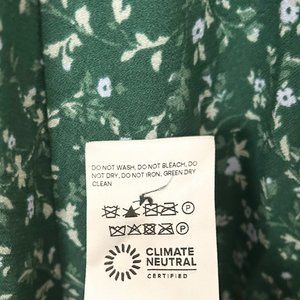 DO NOT WASH, DO NOT BLEACH, DO
NOT DRY, DO NOT IRON, GREEN DRY
CLEAN
P
P
CLIMATE
NEUTRAL
CERTIFIED